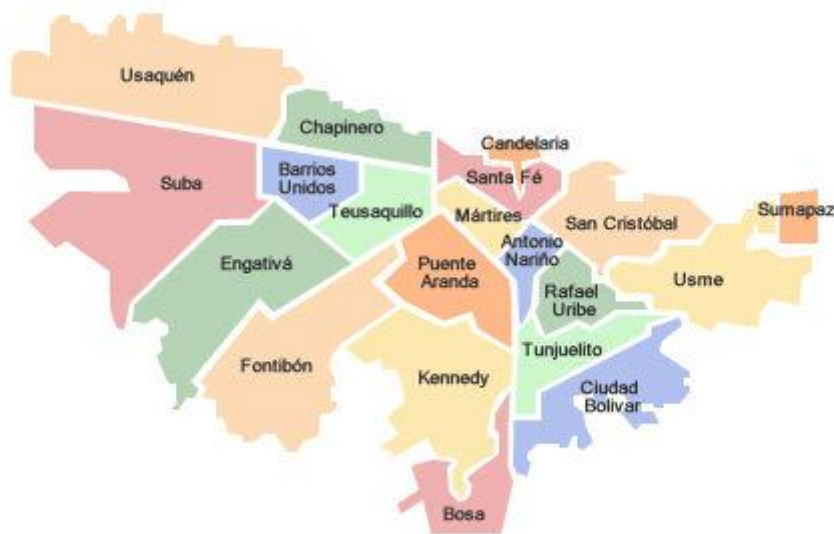 Usaquén
Chapinero
Candelaria
Santa Fé
Barrios
Unidos
Suba
Teusaquillo
Mártires
San Cristóbal
Sumapaz
Antonio
Nariño
Engativá
Puente
Aranda
Rafael
Uribe
Usme
Tunjuelito
Fontibón
Kennedy
Ciudad
Bolivar
Bosa